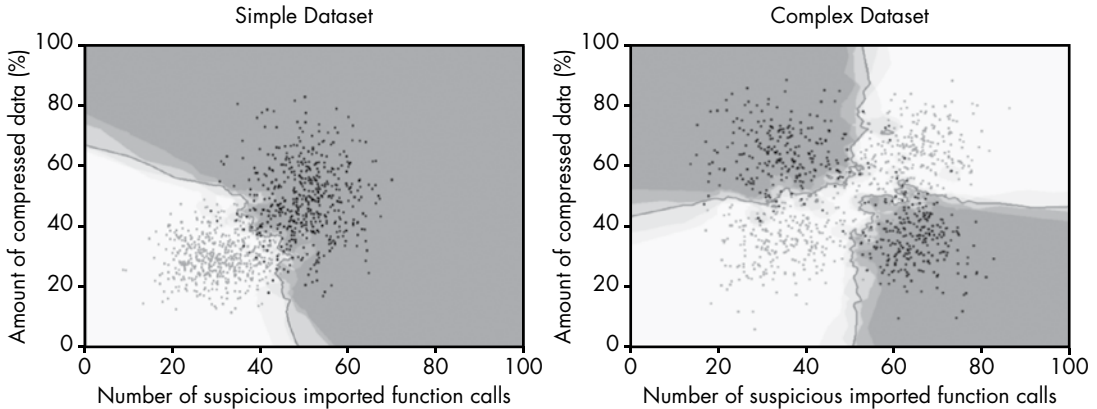 Simple Dataset
Amount of compressed data (%)
100
80
60
40
20
0
0 20 40 60 80 100
Number of suspicious imported function calls
Complex Dataset
Amount of compressed data (%)
100
80
60
40
20
0
0 20 40 60 80 100
Number of suspicious imported function calls